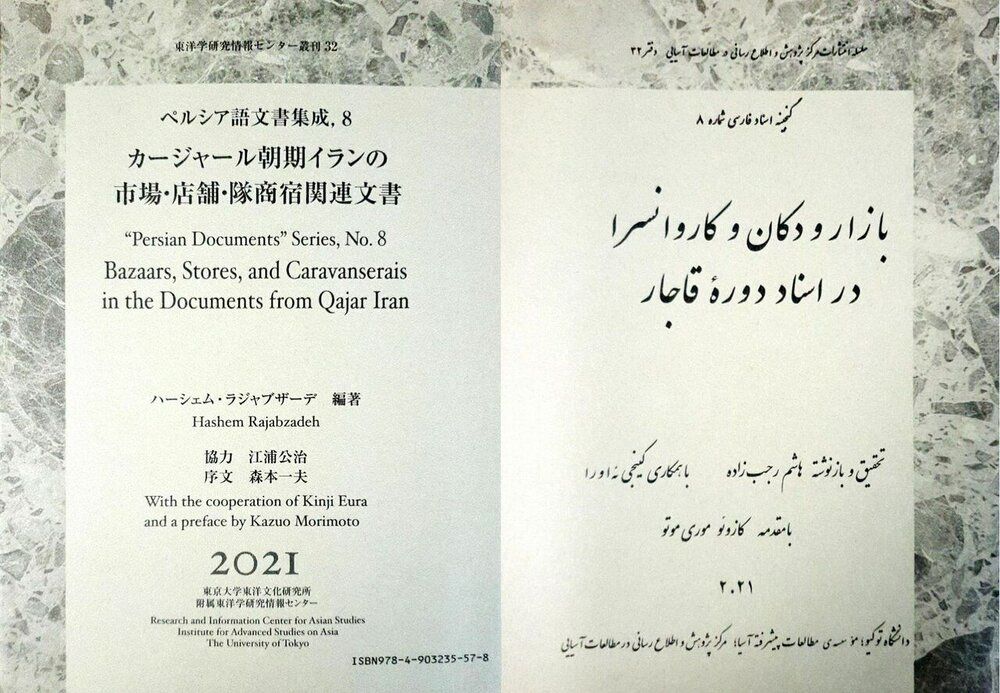 東洋学研究情報センター叢刊 32
ペルシア語文書集成, 8
カージャール朝期イランの
市場・店舗・隊商宿関連文書
“Persian Documents” Series, No. 8
Bazaars, Stores, and Caravanserais
in the Documents from Qajar Iran
ハーシェム・ラジャブザーデ 編著
Hashem Rajabzadeh
協力 江浦公治
序文 森本一夫
With the cooperation of Kinji Eura
and a preface by Kazuo Morimoto
2021
東京大学東洋文化研究所
附属東洋学研究情報センター
Research and Information Center for Asian Studies
Institute for Advanced Studies on Asia
The University of Tokyo
ISBN978-4-903235-57-8
سلسله انتشارات مرکز پژوهش و اطلاع رسانی در مطالعات آسیایی دفتر ۳۲
گنجینه اسناد فارسی شماره ۸
بازار و دکان و کاروانسرا
در اسناد دورهٔ قاجار
تحقیق و بازنوشته هاشم رجب زاده با همکاری کینجی ئه اورا
با مقدمه کازوئو موری موتو
۲۰۲۱
دانشگاه توکیو؛ مؤسسه‌ی مطالعات پیشرفتهٔ آسیا؛ مرکز پژوهش و اطلاع رسانی در مطالعات آسیایی